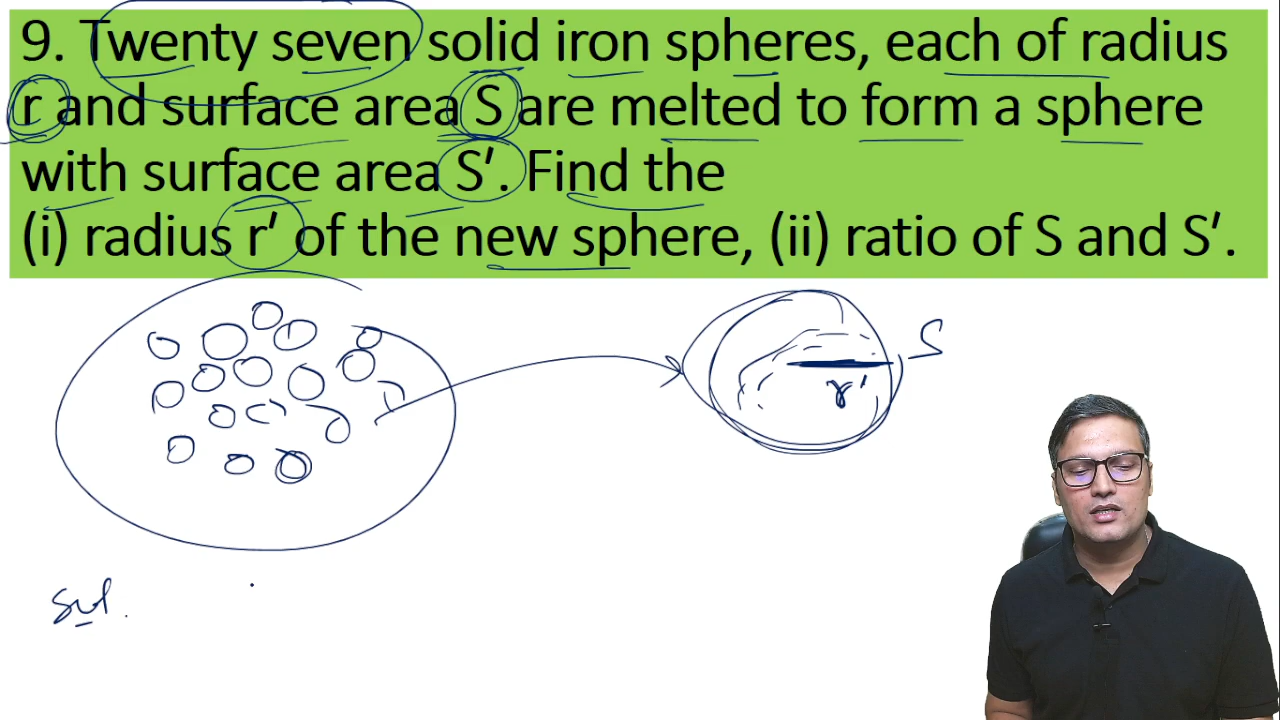 9. Twenty seven solid iron spheres, each of radius
r and surface area S are melted to form a sphere
with surface area S′. Find the
(i) radius r′ of the new sphere, (ii) ratio of S and S′.
S
r′
Sol.